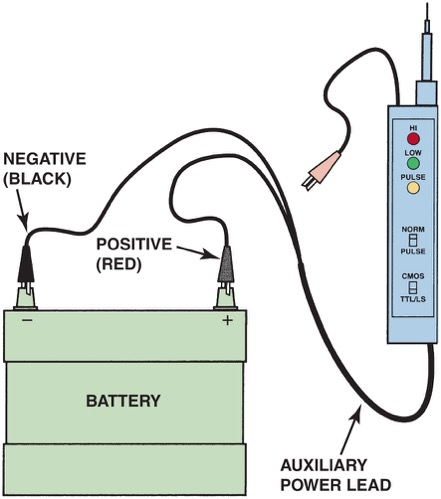 HI
LOW
PULSE
NEGATIVE
(BLACK)
POSITIVE
(RED)
NORM
PULSE
CMOS
TTL/LS
− +
BATTERY
AUXILIARY
POWER LEAD